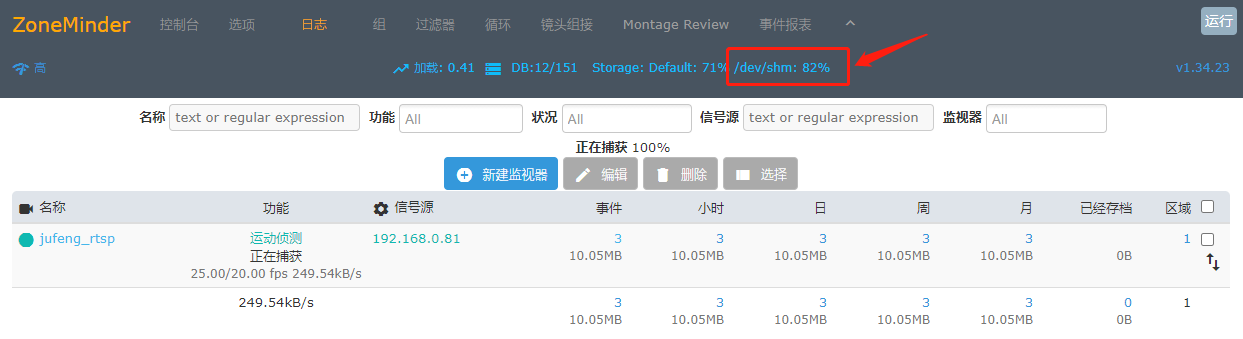 ZoneMinder 控制台 选项 日志 组 过滤器 循环 镜头组接 Montage Review 事件报表 运行
高 加载: 0.41 DB:12/151 Storage: Default: 71% /dev/shm: 82% v1.34.23
名称 text or regular expression 功能 All 状况 All 信号源 text or regular expression 监视器 All
正在捕获 100%
新建监视器 编辑 删除 选择
名称 功能 信号源 事件 小时 日 周 月 已经存档 区域
jufeng_rtsp 运动侦测 192.168.0.81 3 3 3 3 3 1
正在捕获 10.05MB 10.05MB 10.05MB 10.05MB 10.05MB 0B
25.00/20.00 fps 249.54kB/s
249.54kB/s 3 3 3 3 3 0 1
10.05MB 10.05MB 10.05MB 10.05MB 10.05MB 0B